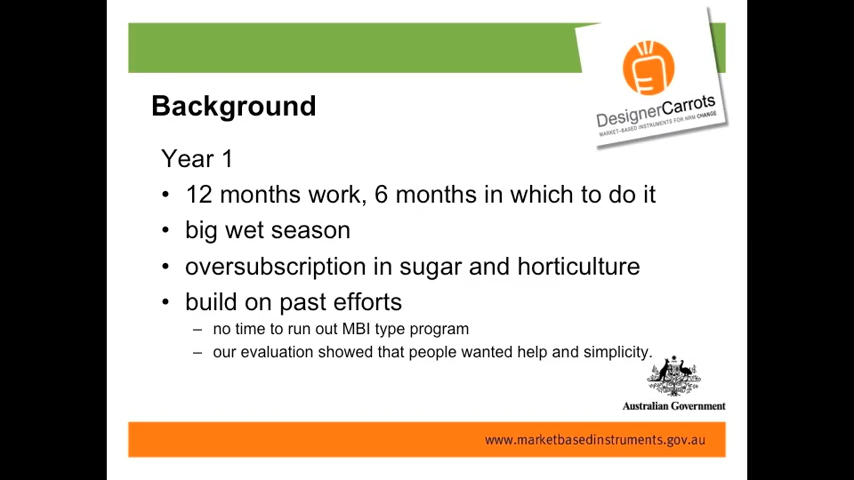 DesignerCarrots
MARKET-BASED INSTRUMENTS FOR NRM CHANGE
Background
Year 1
• 12 months work, 6 months in which to do it
• big wet season
• oversubscription in sugar and horticulture
• build on past efforts
– no time to run out MBI type program
– our evaluation showed that people wanted help and simplicity.
Australian Government
www.marketbasedinstruments.gov.au